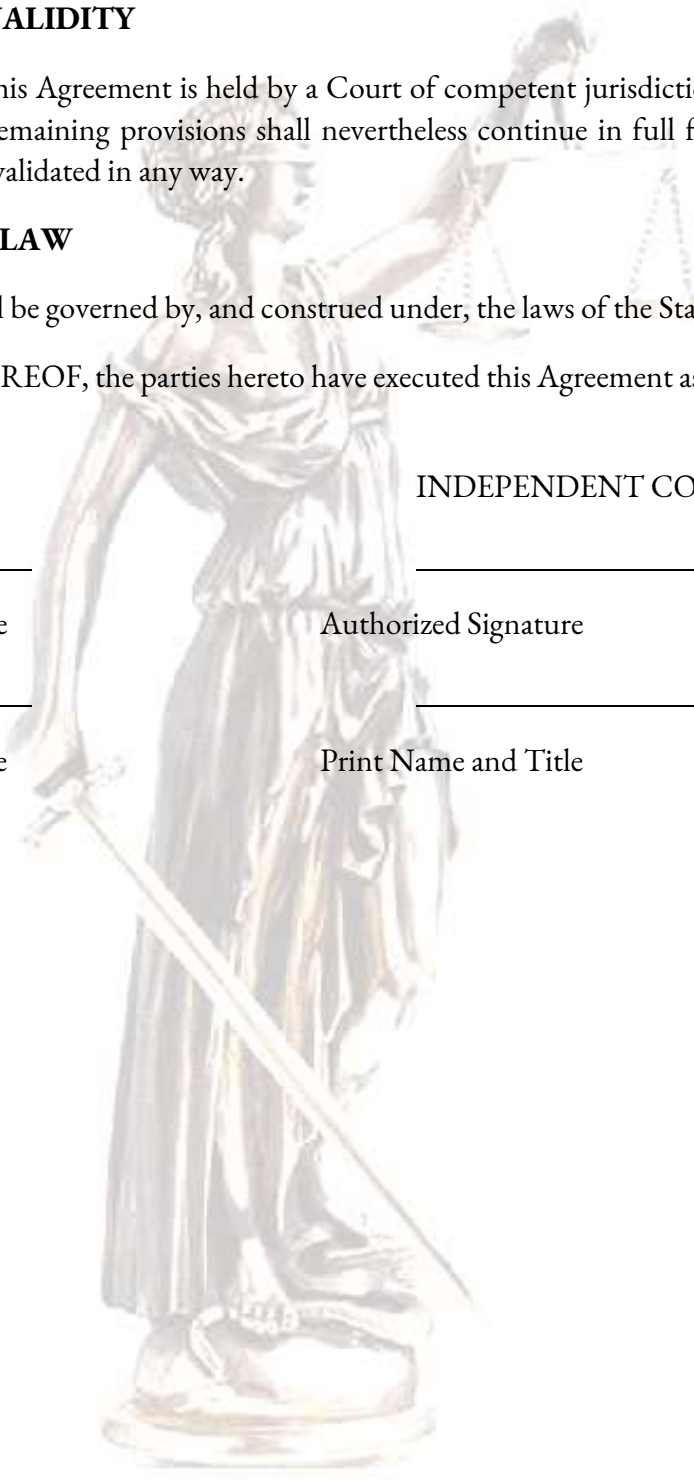 VALIDITY
his Agreement is held by a Court of competent jurisdicti
emaining provisions shall nevertheless continue in full f
validated in any way.
LAW
l be governed by, and construed under, the laws of the Sta
REOF, the parties hereto have executed this Agreement as
INDEPENDENT CO
e Authorized Signature
e Print Name and Title